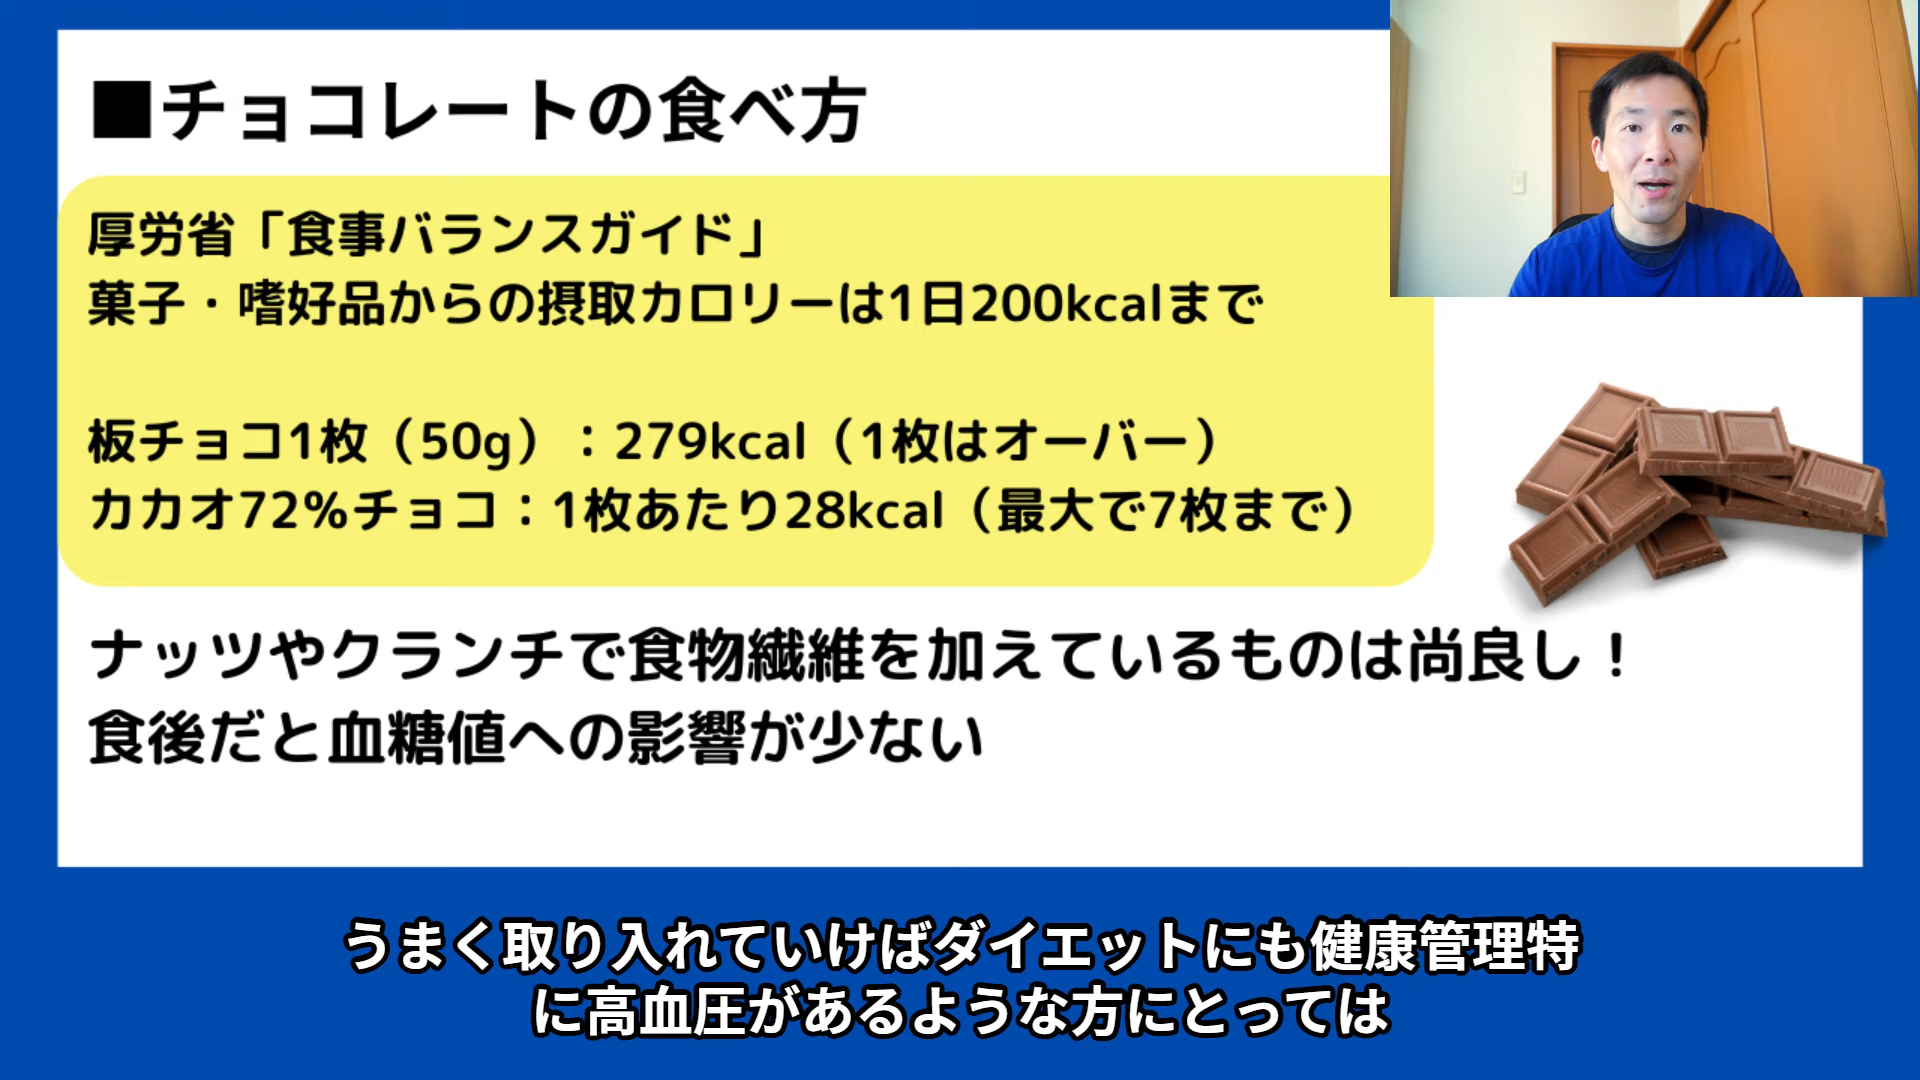 ■チョコレートの食べ方
厚労省「食事バランスガイド」
菓子・嗜好品からの摂取カロリーは1日200kcalまで
板チョコ1枚（50g）：279kcal（1枚はオーバー）
カカオ72%チョコ：1枚あたり28kcal（最大で7枚まで）
ナッツやクランチで食物繊維を加えているものは尚良し！
食後だと血糖値への影響が少ない
うまく取り入れていけばダイエットにも健康管理特
に高血圧があるような方にとっては